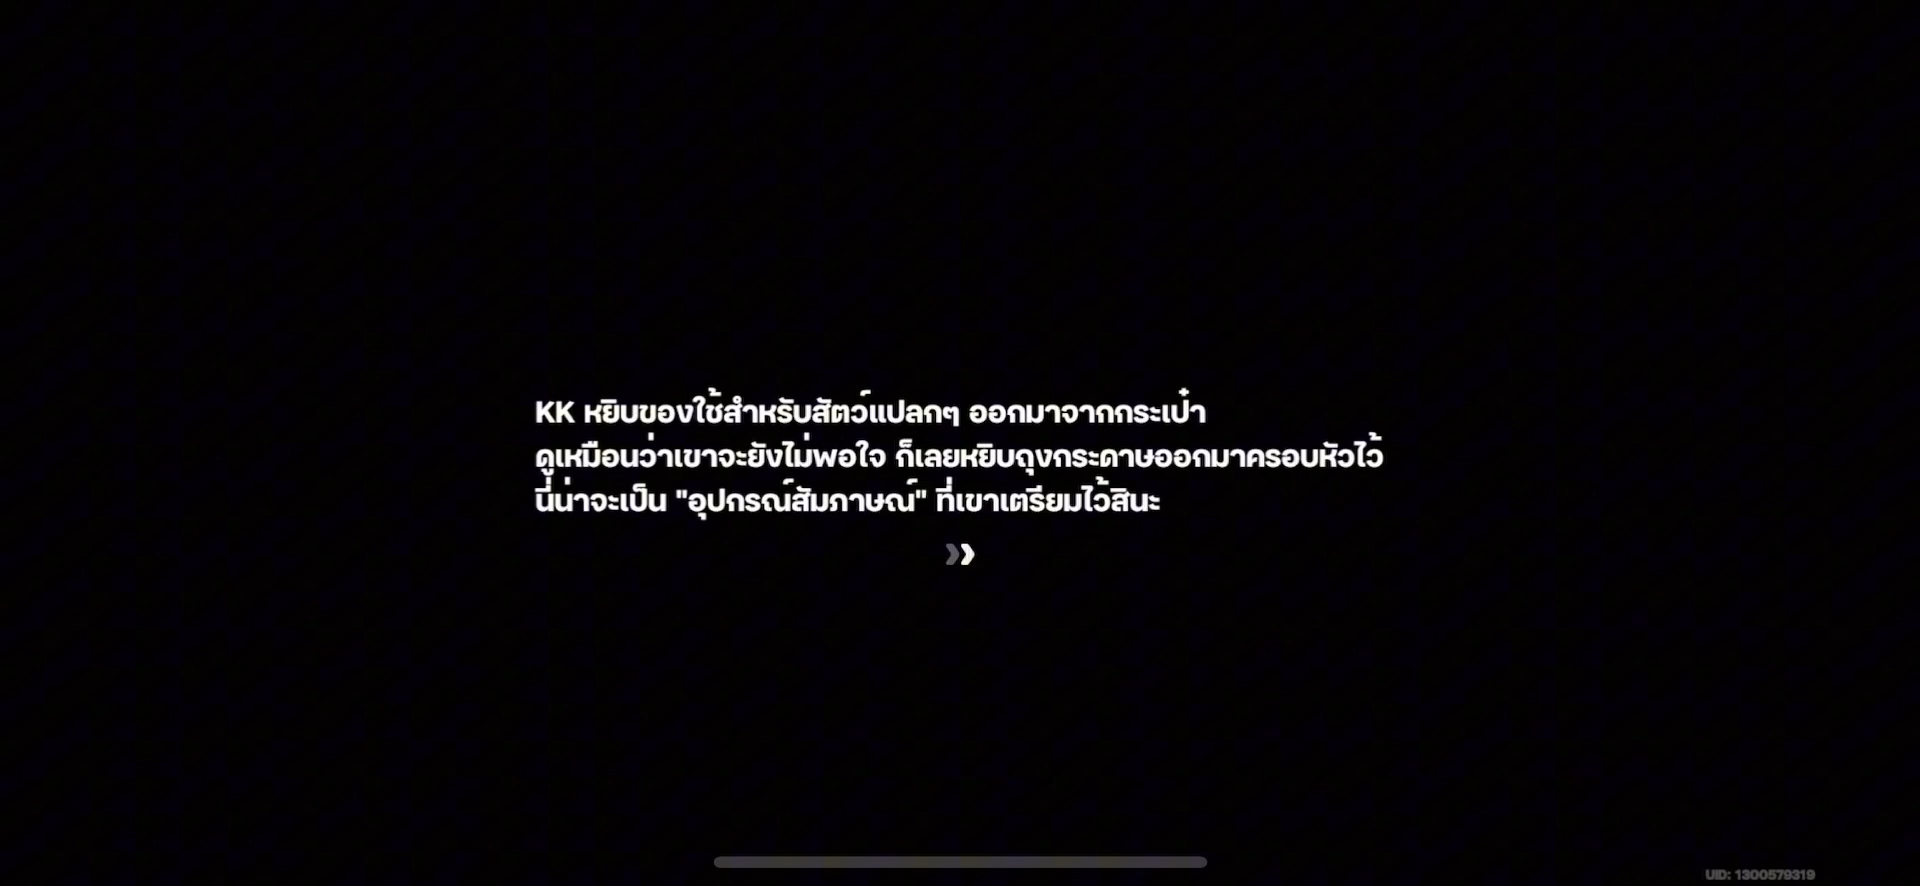 KK หยิบของใช้สำหรับสัตว์แปลกๆ ออกมาจากกระเป๋า
ดูเหมือนว่าเขาจะยังไม่พอใจ ก็เลยหยิบถุงกระดาษออกมาครอบหัวไว้
นี่น่าจะเป็น "อุปกรณ์สัมภาษณ์" ที่เขาเตรียมไว้สินะ
UID: 1300579319